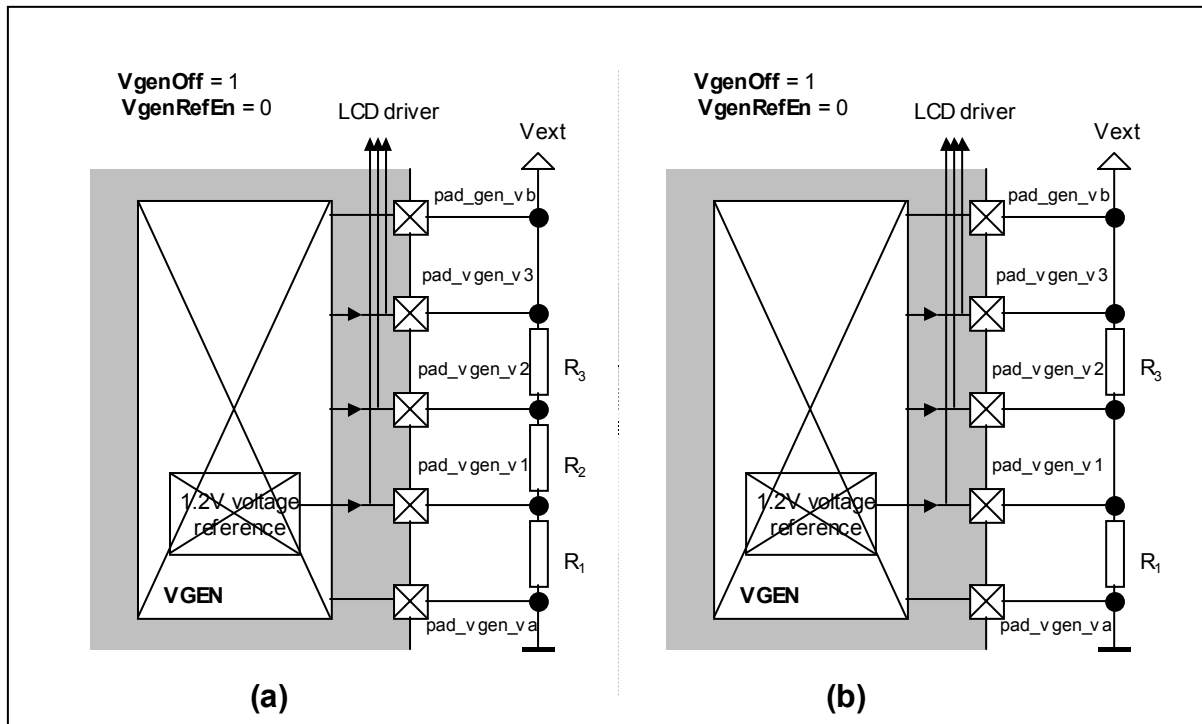 VgenOff = 1
VgenRefEn = 0
LCD driver
Vext
pad_gen_vb
pad_vgen_v3
pad_vgen_v2
R3
pad_vgen_v1
R2
1.2V voltage
reference
R1
VGEN
pad_vgen_va
(a)
VgenOff = 1
VgenRefEn = 0
LCD driver
Vext
pad_gen_vb
pad_vgen_v3
pad_vgen_v2
R3
pad_vgen_v1
1.2V voltage
reference
R1
VGEN
pad_vgen_va
(b)